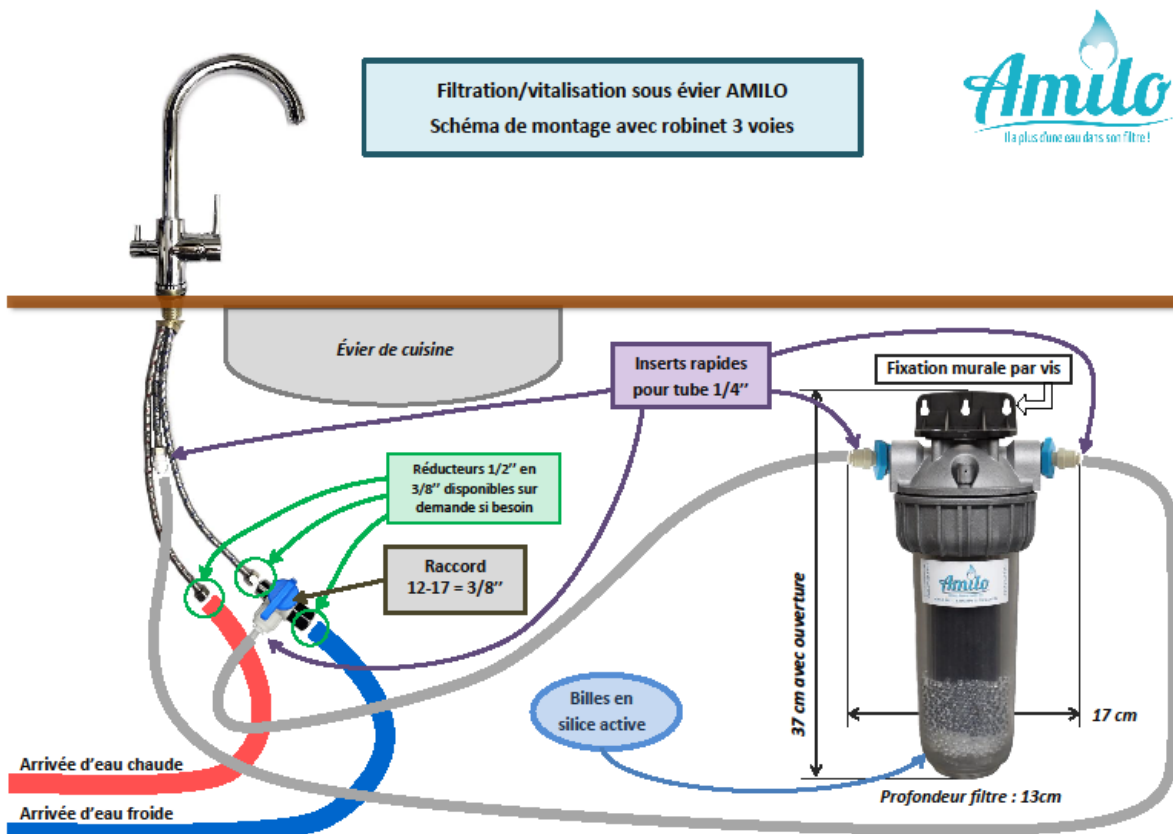 Filtration/vitalisation sous évier AMILO
Schéma de montage avec robinet 3 voies
Amilo
Il a plus d'une eau dans son filtre !
Évier de cuisine
Inserts rapides
pour tube 1/4’’
Fixation murale par vis
Réducteurs 1/2’’ en
3/8’’ disponibles sur
demande si besoin
Raccord
12-17 = 3/8’’
Amilo
37 cm avec ouverture
Billes en
silice active
17 cm
Arrivée d’eau chaude
Profondeur filtre : 13cm
Arrivée d’eau froide